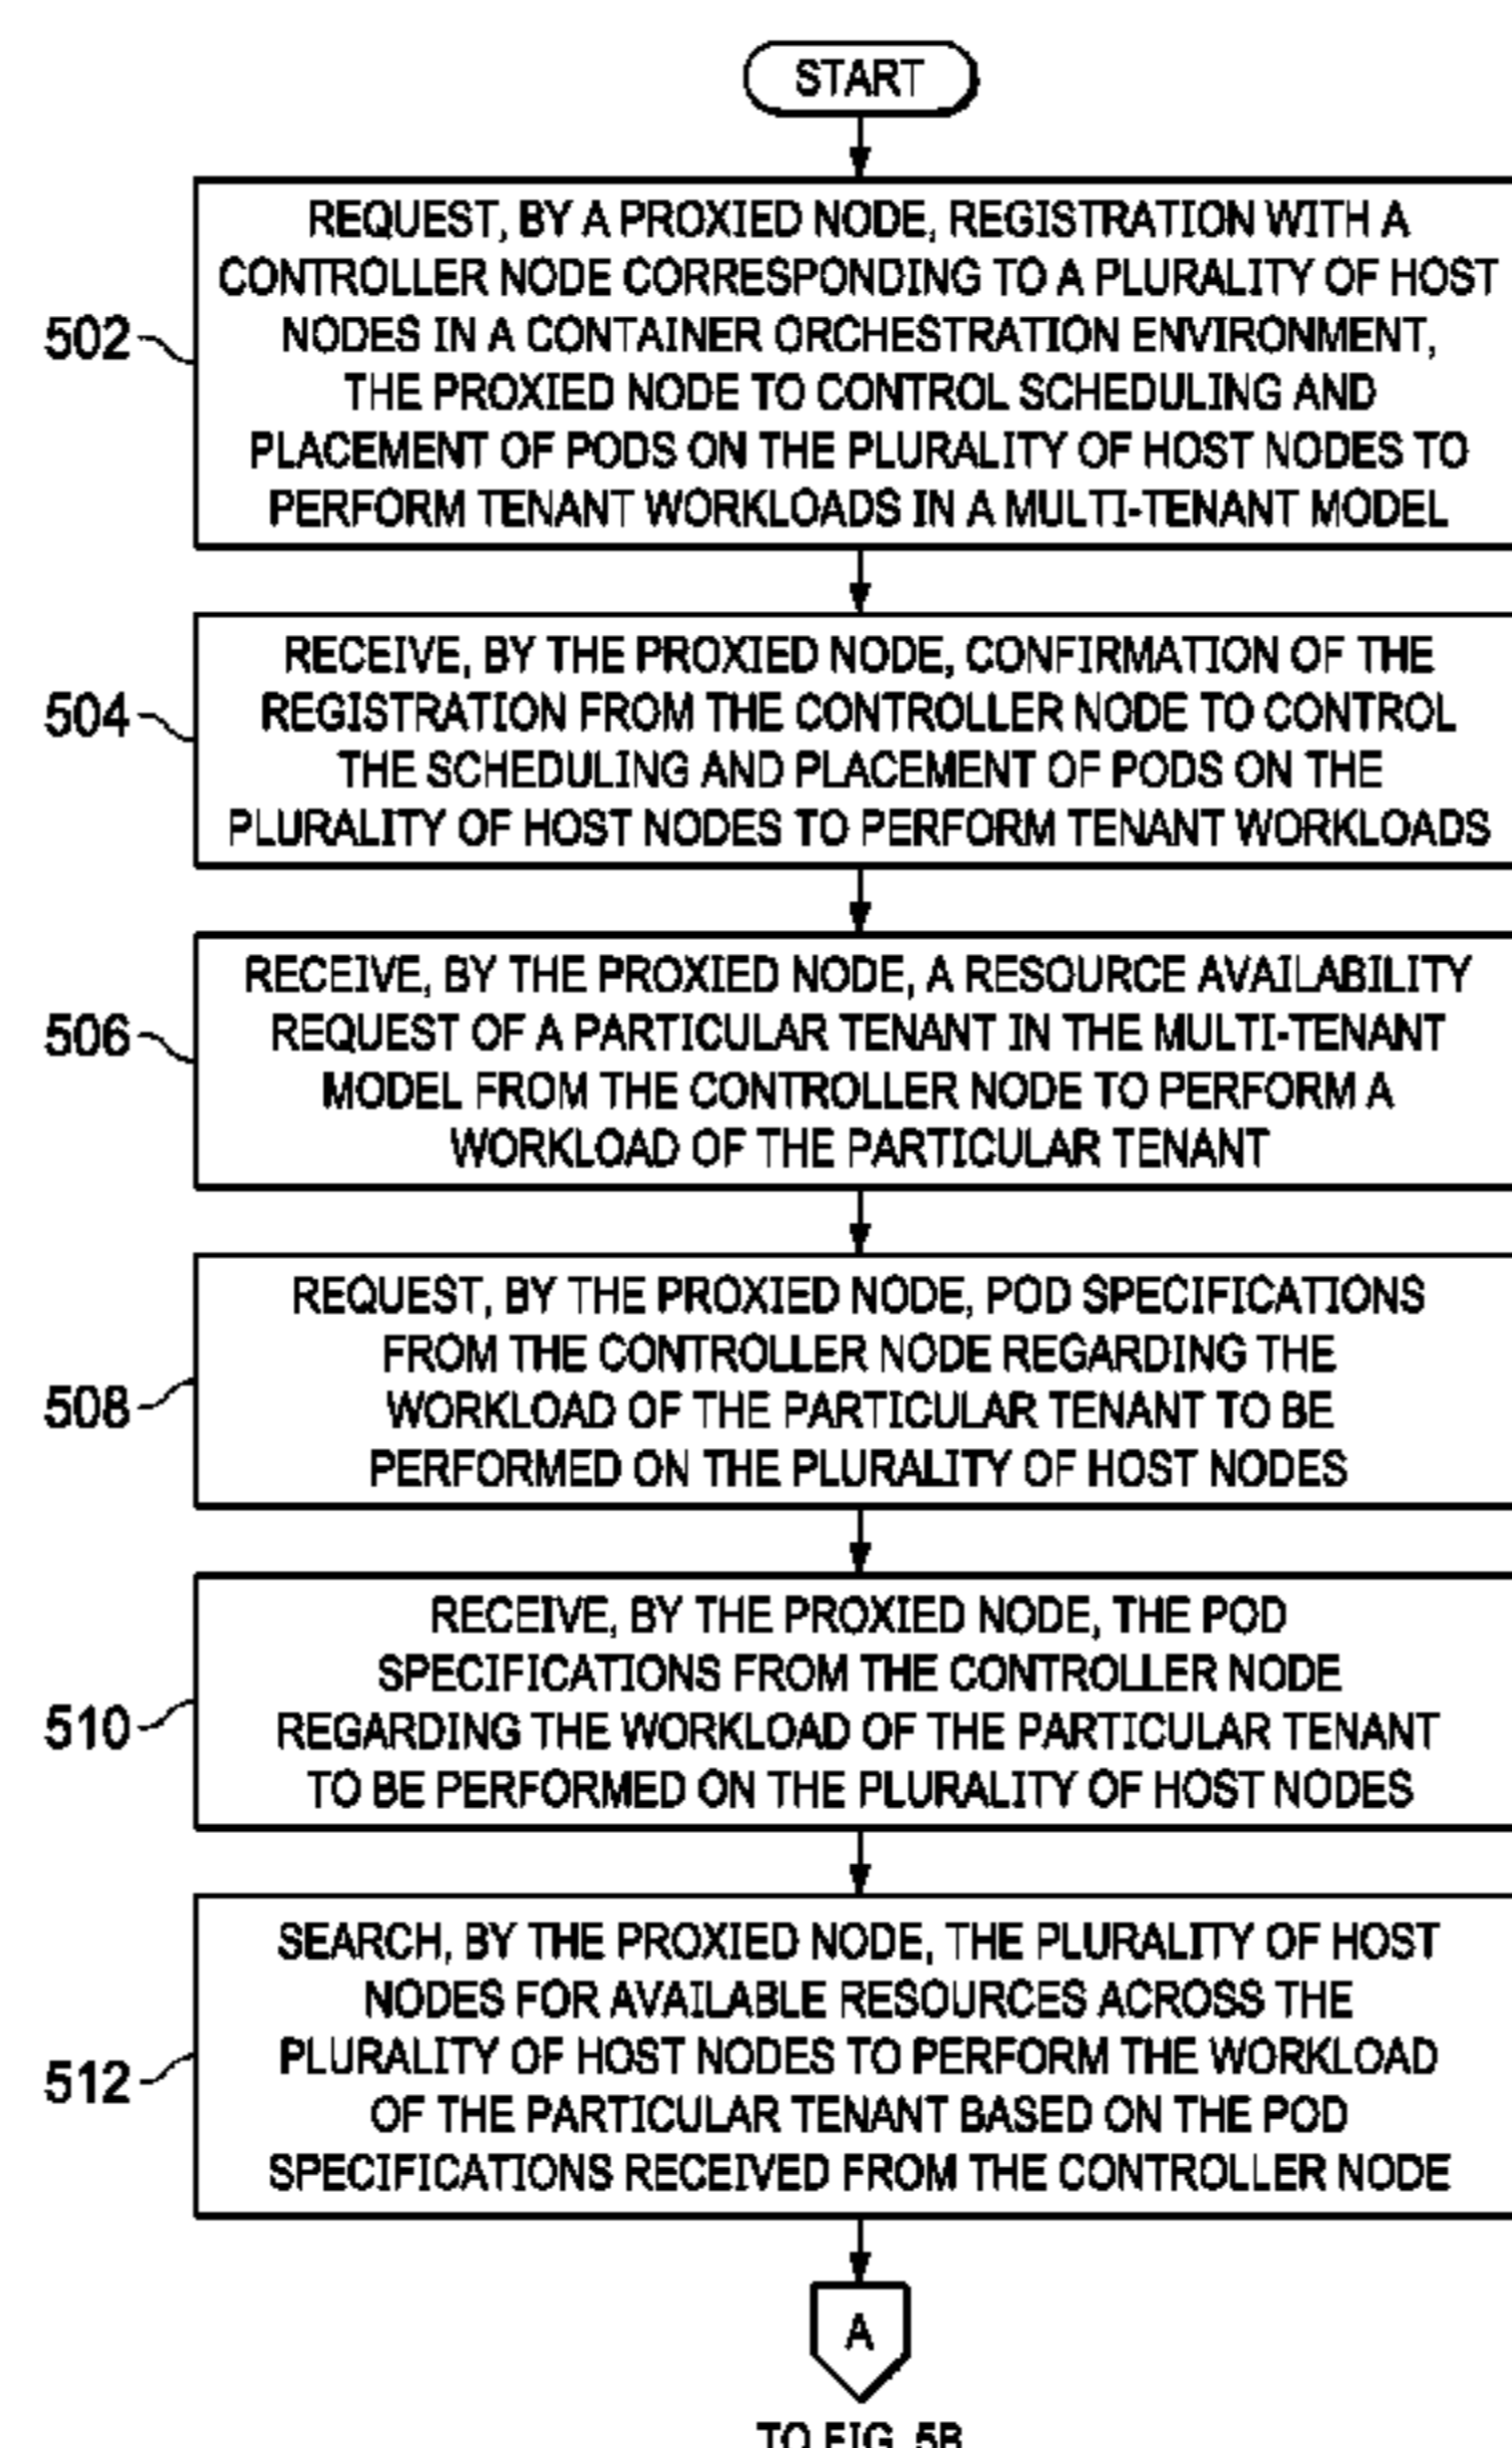 START
REQUEST, BY A PROXIED NODE, REGISTRATION WITH A
CONTROLLER NODE CORRESPONDING TO A PLURALITY OF HOST
NODES IN A CONTAINER ORCHESTRATION ENVIRONMENT,
THE PROXIED NODE TO CONTROL SCHEDULING AND
PLACEMENT OF PODS ON THE PLURALITY OF HOST NODES TO
PERFORM TENANT WORKLOADS IN A MULTI-TENANT MODEL
502
RECEIVE, BY THE PROXIED NODE, CONFIRMATION OF THE
REGISTRATION FROM THE CONTROLLER NODE TO CONTROL
THE SCHEDULING AND PLACEMENT OF PODS ON THE
PLURALITY OF HOST NODES TO PERFORM TENANT WORKLOADS
504
RECEIVE, BY THE PROXIED NODE, A RESOURCE AVAILABILITY
REQUEST OF A PARTICULAR TENANT IN THE MULTI-TENANT
MODEL FROM THE CONTROLLER NODE TO PERFORM A
WORKLOAD OF THE PARTICULAR TENANT
506
REQUEST, BY THE PROXIED NODE, POD SPECIFICATIONS
FROM THE CONTROLLER NODE REGARDING THE
WORKLOAD OF THE PARTICULAR TENANT TO BE
PERFORMED ON THE PLURALITY OF HOST NODES
508
RECEIVE, BY THE PROXIED NODE, THE POD
SPECIFICATIONS FROM THE CONTROLLER NODE
REGARDING THE WORKLOAD OF THE PARTICULAR TENANT
TO BE PERFORMED ON THE PLURALITY OF HOST NODES
510
SEARCH, BY THE PROXIED NODE, THE PLURALITY OF HOST
NODES FOR AVAILABLE RESOURCES ACROSS THE
PLURALITY OF HOST NODES TO PERFORM THE WORKLOAD
OF THE PARTICULAR TENANT BASED ON THE POD
SPECIFICATIONS RECEIVED FROM THE CONTROLLER NODE
512
A
TO FIG. 5B